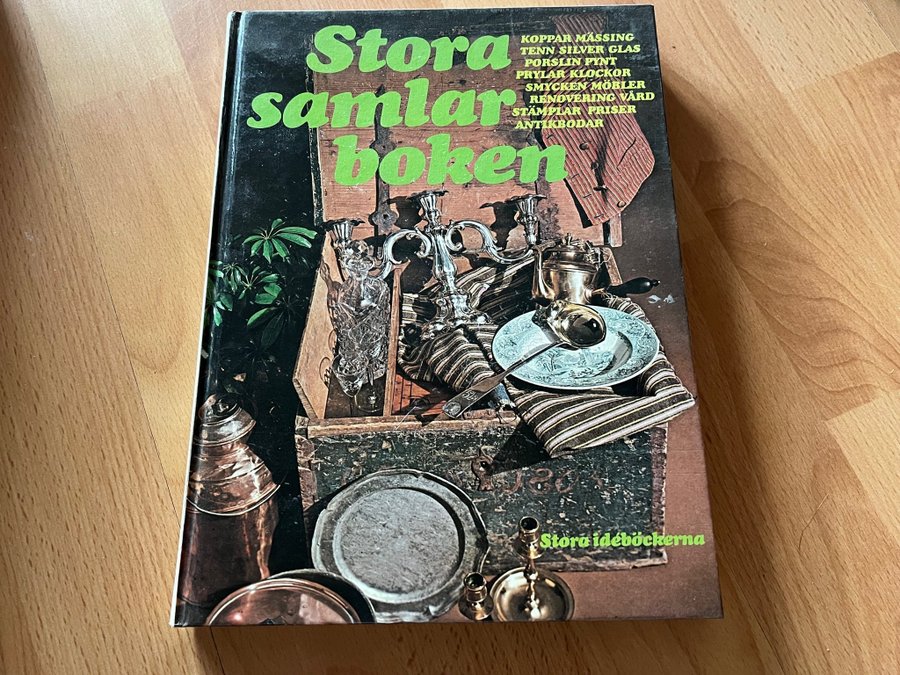 Stora
samlar
boken
KOPPAR MÄSSING
TENN SILVER GLAS
PORSLIN PYNT
PRYLAR KLOCKOR
SMYCKEN MÖBLER
RENOVERING VÅRD
STÄMPLAR PRISER
ANTIKBODAR
Stora idéböckerna